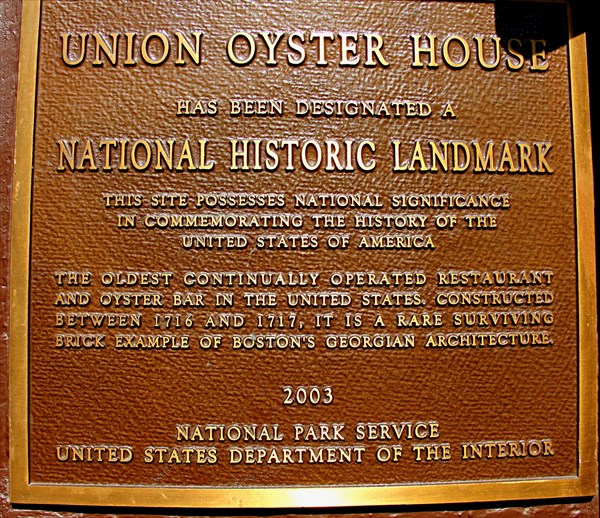 UNION OYSTER HOUSE
HAS BEEN DESIGNATED A
NATIONAL HISTORIC LANDMARK
THIS SITE POSSESSES NATIONAL SIGNIFICANCE
IN COMMEMORATING THE HISTORY OF THE
UNITED STATES OF AMERICA
THE OLDEST CONTINUALLY OPERATED RESTAURANT
AND OYSTER BAR IN THE UNITED STATES. CONSTRUCTED
BETWEEN 1716 AND 1717, IT IS A RARE SURVIVING
BRICK EXAMPLE OF BOSTON'S GEORGIAN ARCHITECTURE.
2003
NATIONAL PARK SERVICE
UNITED STATES DEPARTMENT OF THE INTERIOR